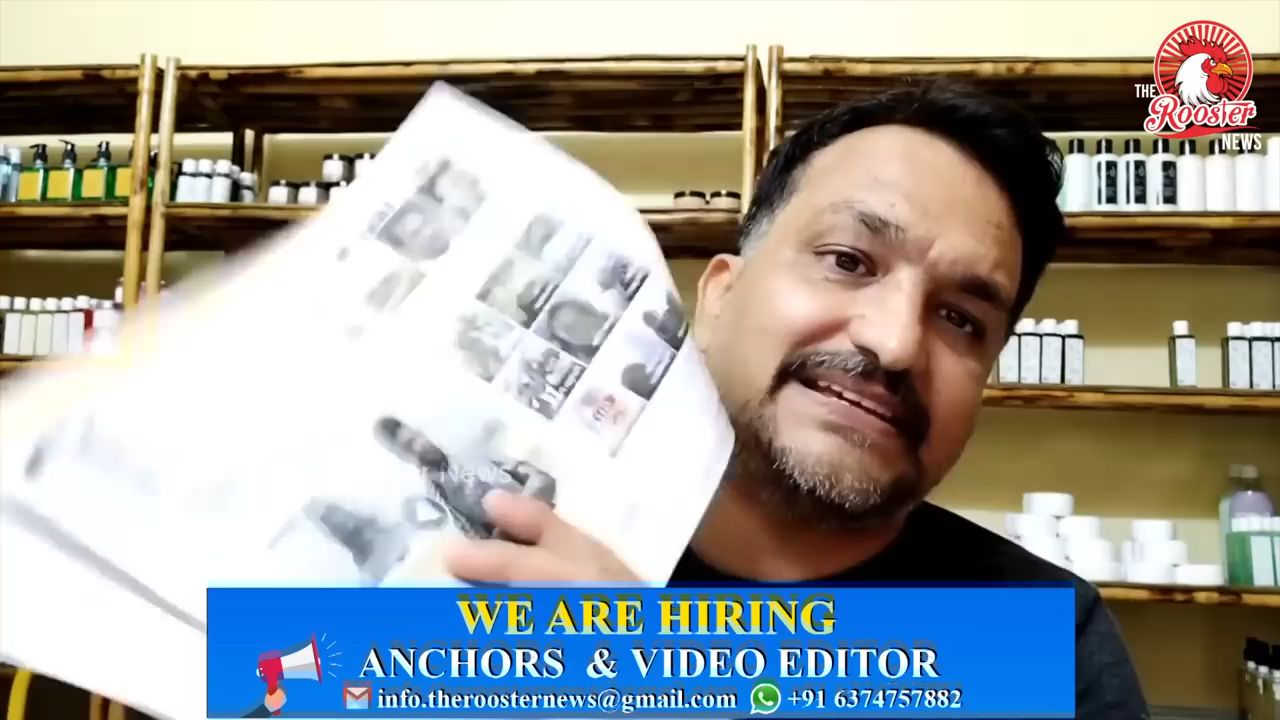 THE
Rooster
NEWS
WE ARE HIRING
ANCHORS & VIDEO EDITOR
info.theroosternews@gmail.com +91 6374757882